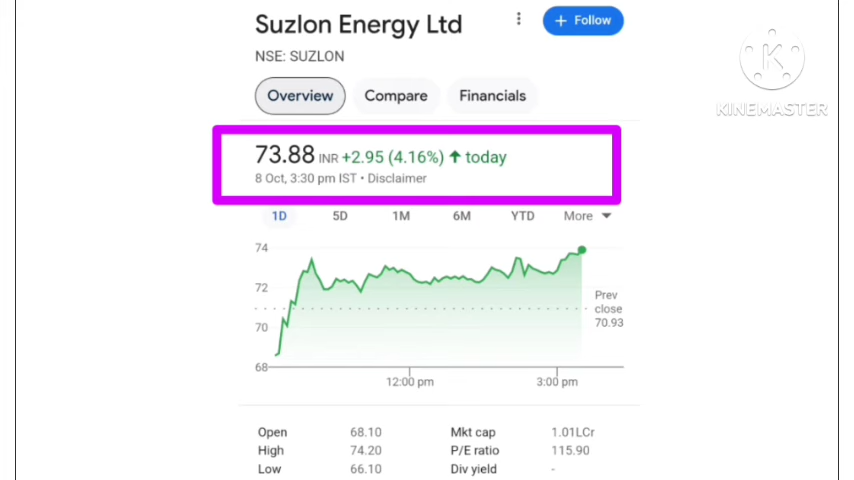 Suzlon Energy Ltd
+ Follow
NSE: SUZLON
K
KINEMASTER
Overview Compare Financials
73.88 INR +2.95 (4.16%) ↑ today
8 Oct, 3:30 pm IST • Disclaimer
1D 5D 1M 6M YTD More
74
72
70
68
Prev
close
70.93
12:00 pm 3:00 pm
Open 68.10 Mkt cap 1.01LCr
High 74.20 P/E ratio 115.90
Low 66.10 Div yield -